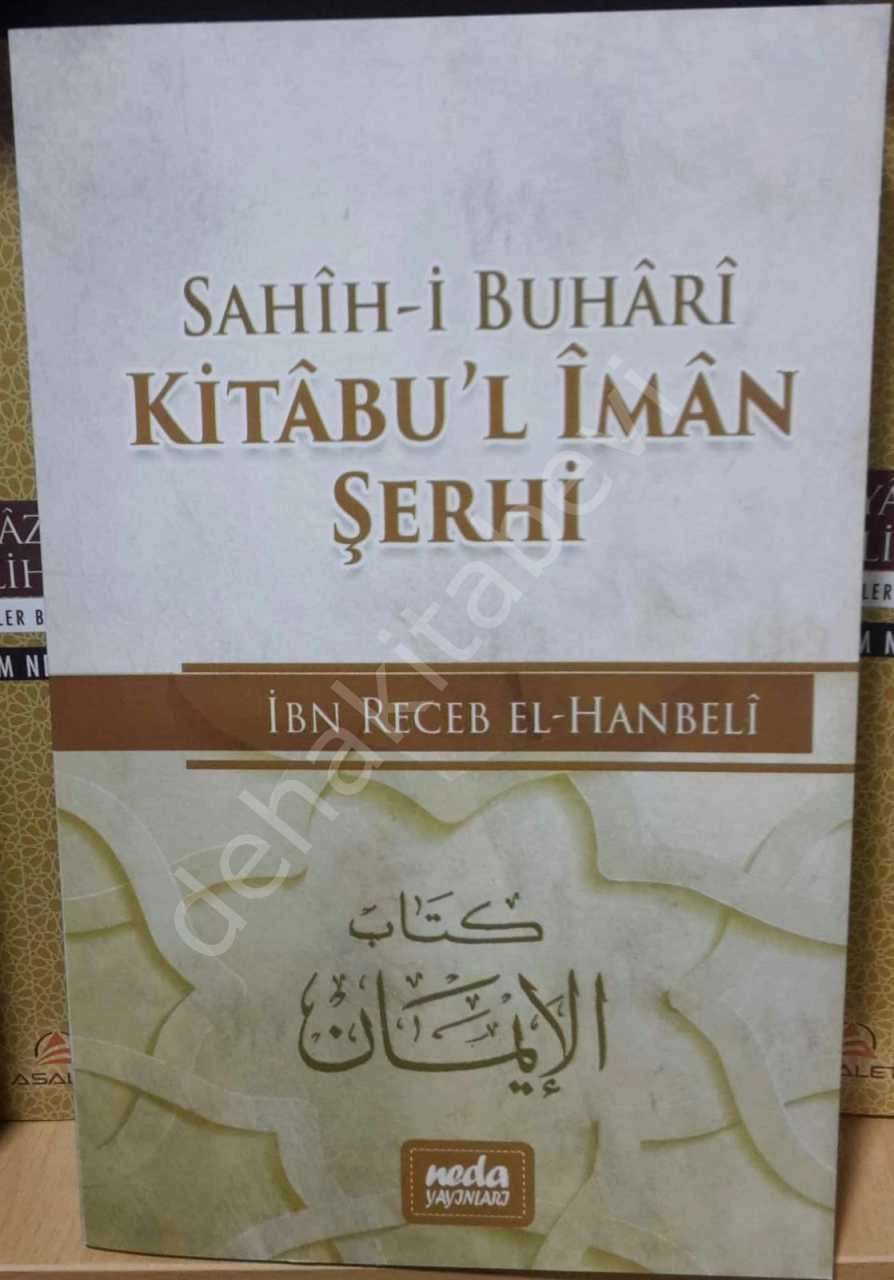 SAHÎH-İ BUHÂRÎ
KİTÂBU'L ÎMÂN
ŞERHİ
İBN RECEB EL-HANBELÎ
كتاب
الإيمان
neda
YAYINLARI
dehakitabevi